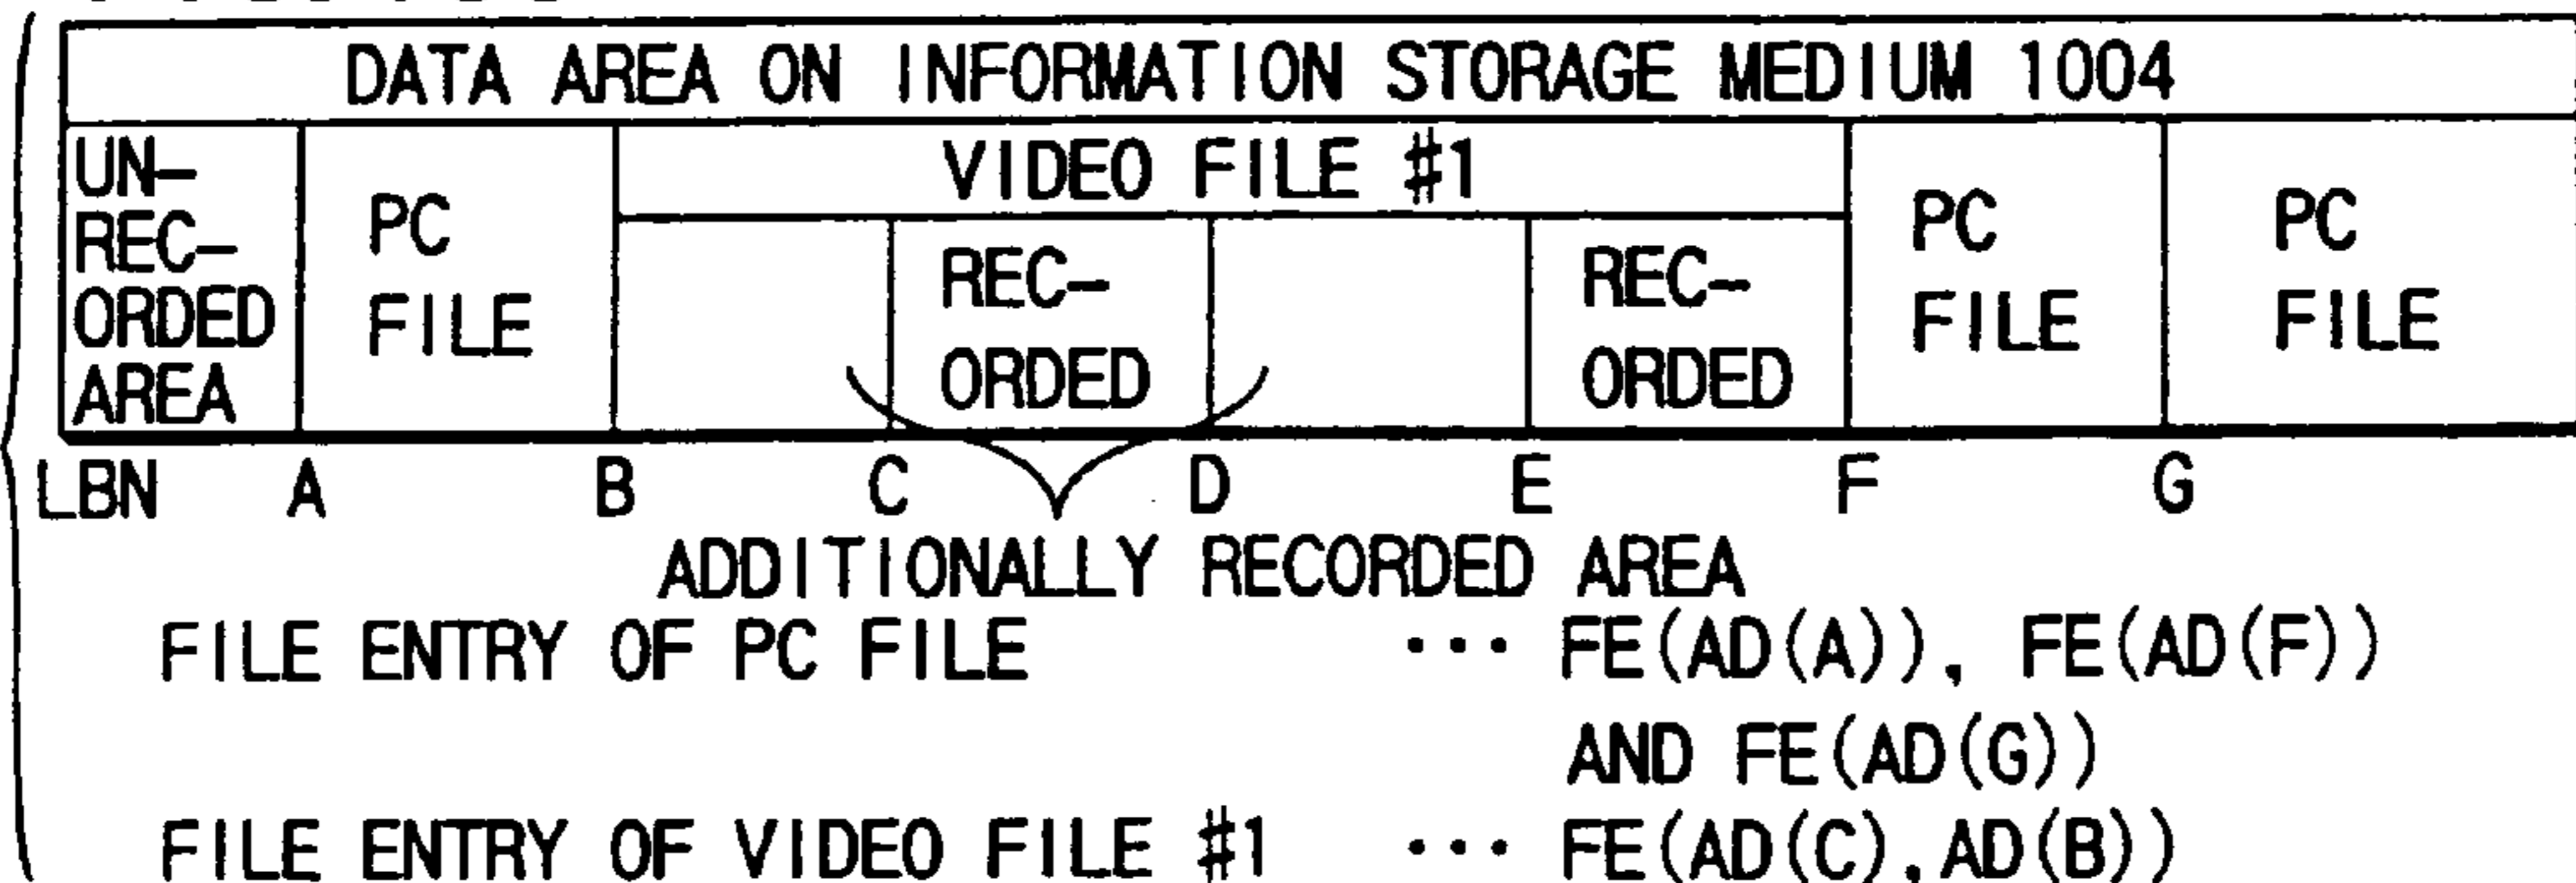 DATA AREA ON INFORMATION STORAGE MEDIUM 1004
UN-
REC-
ORDED
AREA
PC
FILE
VIDEO FILE #1
REC-
ORDED
REC-
ORDED
PC
FILE
PC
FILE
LBN A B C D E F G
ADDITIONALLY RECORDED AREA
FILE ENTRY OF PC FILE ··· FE(AD(A)), FE(AD(F))
AND FE(AD(G))
FILE ENTRY OF VIDEO FILE #1 ··· FE(AD(C), AD(B))